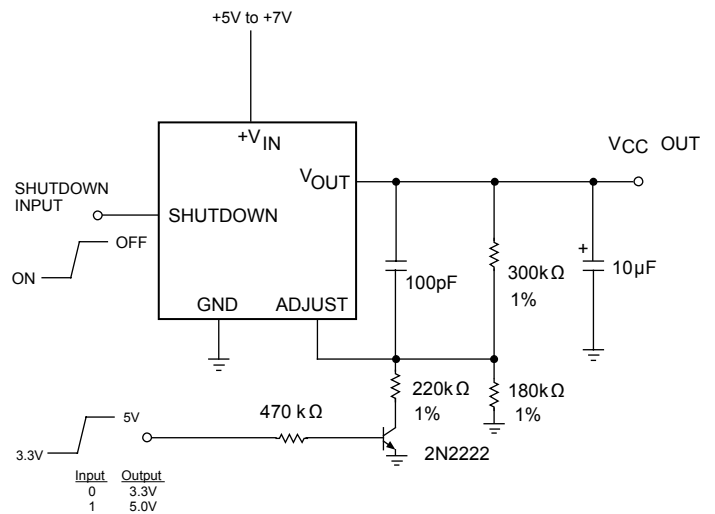 +5V to +7V
+VIN
VOUT
VCC OUT
SHUTDOWN
INPUT
SHUTDOWN
OFF
ON
100pF
300kΩ
1%
+
10µF
GND
ADJUST
220kΩ
1%
180kΩ
1%
470 kΩ
5V
3.3V
2N2222
Input Output
0 3.3V
1 5.0V